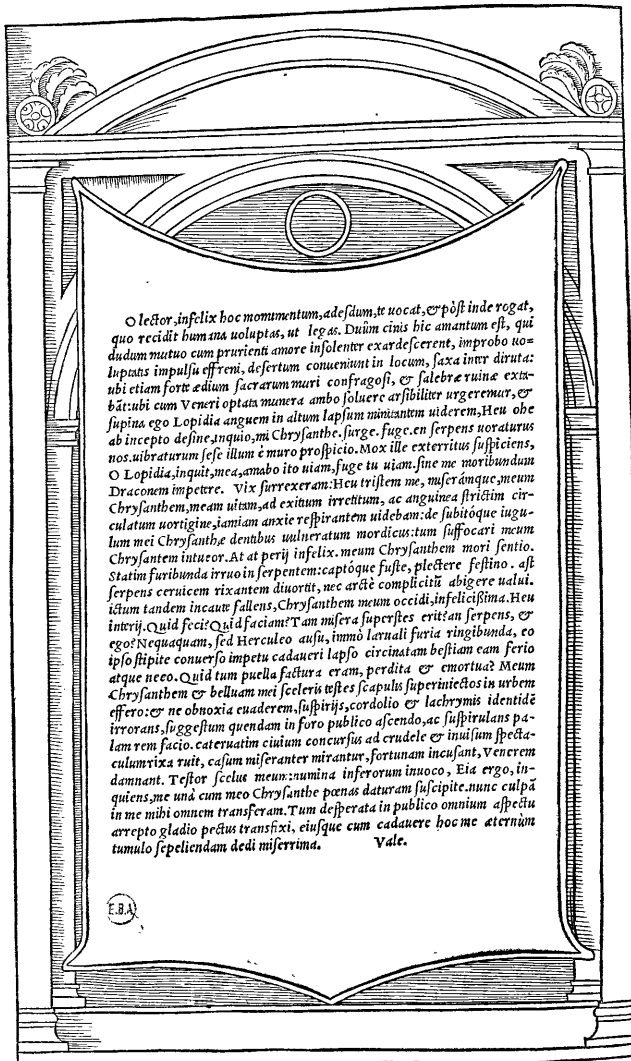 O lector, infelix hoc monumentum, adesdum, te uocat, & pòst inde rogat,
quo recidit humana uoluptas, ut legas. Duûm cinis hic amantum est, qui
dudum mutuo cum prurienti amore insolenter exardescerent, improbo uo=
luptatis impulsu effreni, desertum conueniunt in locum, saxa inter diruta:
ubi etiam forte ædium sacrarum muri confragosi, & salebræ ruinæ exta-
bãt: ubi cum Veneri optata munera ambo soluere arsibiliter urgeremur, &
supina ego Lopidia anguem in altum lapsum minitantem uiderem, Heu ohe
ab incepto desine, inquio, mi Chrysanthe. surge. fuge. en serpens uoraturus
nos. uibraturum sese illum è muro prospicio. Mox ille exterritus suspiciens,
O Lopidia, inquit, mea, amabo ito uiam, fuge tu uiam. sine me moribundum
Draconem impetere. Vix surrexeram: Heu tristem me, miserámque, meum
Chrysanthem, meam uitam, ad exitium irretitum, ac anguinea strictim cir-
culatum uortigine, iamiam anxie respirantem uidebam: de subitóque iugu-
lum mei Chrysanthæ dentibus uulneratum mordicus: tum suffocari meum
Chrysantem intueor. At at perij infelix. meum Chrysanthem mori sentio.
Statim furibunda irruo in serpentem: captóque fuste, plectere festino. ast
serpens ceruicem rixantem diuortit, nec arctè complicitũ abigere ualui.
ictum tandem incaute fallens, Chrysanthem meum occidi, infelicißima. Heu
interij. Quid feci? Quid faciam? Tam misera superstes erit? an serpens, &
ego? Nequaquam, sed Herculeo ausu, immò laruali furia ringibunda, eo
ipso stipite conuerso impetu cadaueri lapso circinatam bestiam eam ferio
atque neco. Quid tum puella factura eram, perdita & emortua? Meum
Chrysanthem & belluam mei sceleris testes scapulis superiniectos in urbem
effero: & ne obnoxia euaderem, suspirijs, cordolio & lachrymis identidẽ
irrorans, suggestum quendam in foro publico ascendo, ac suspirulans pa-
lam rem facio. cateruatim ciuium concursus ad crudele & inuisum specta-
culum rixa ruit, casum miseranter mirantur, fortunam incusant, Venerem
damnant. Testor scelus meum: numina inferorum inuoco, Eia ergo, in-
quiens, me unà cum meo Chrysanthe pœnas daturam suscipite. nunc culpã
in me mihi omnem transferam. Tum desperata in publico omnium aspectu
arrepto gladio pectus transfixi, eiusque cum cadauere hoc me æternùm
tumulo sepeliendam dedi miserrima. Vale.
E.B.A